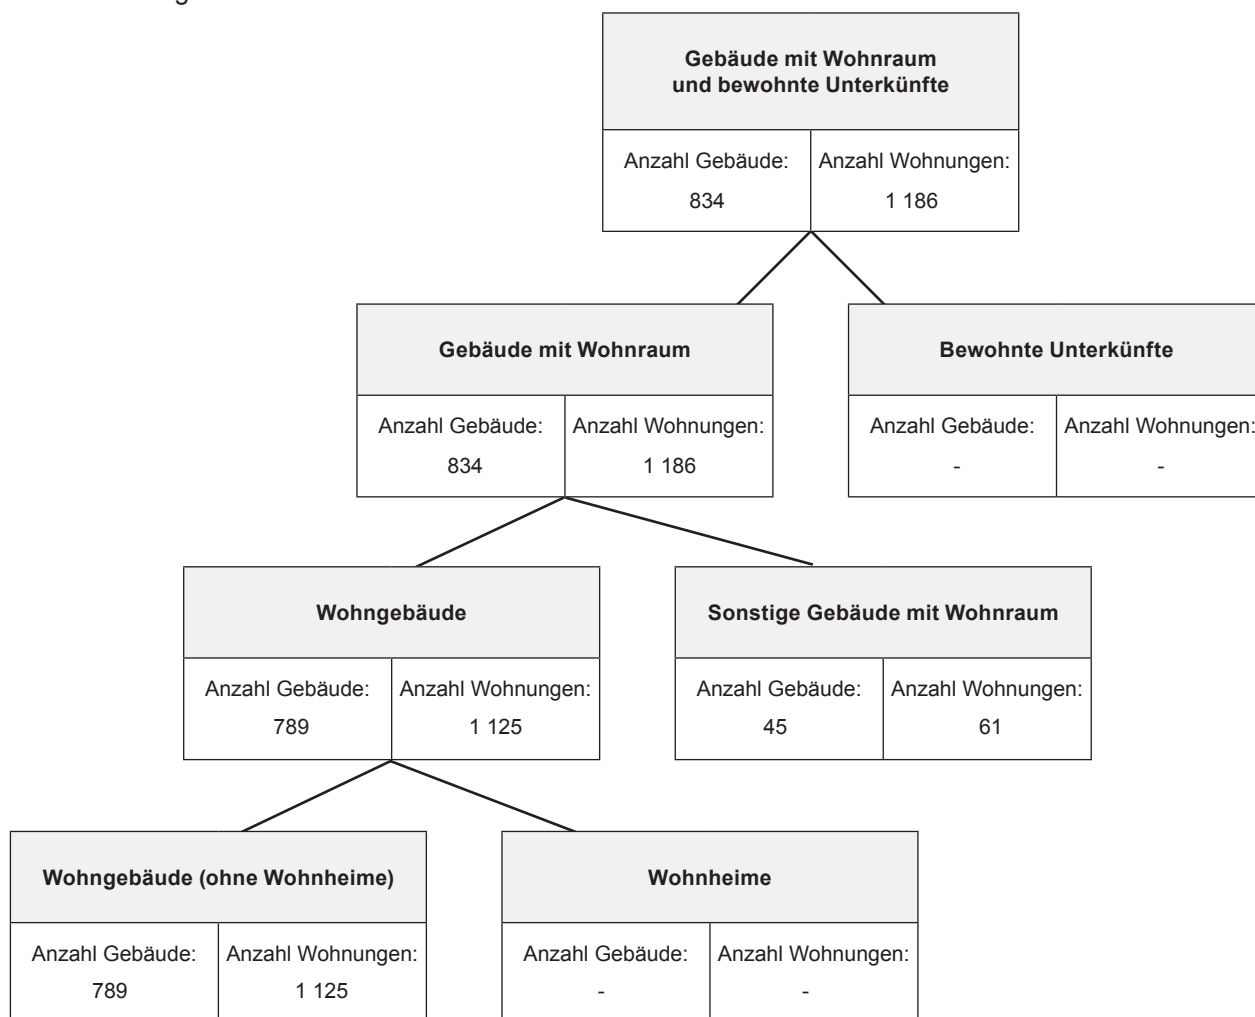 Gebäude mit Wohnraum
und bewohnte Unterkünfte
Anzahl Gebäude: Anzahl Wohnungen:
834 1 186
Gebäude mit Wohnraum Bewohnte Unterkünfte
Anzahl Gebäude: Anzahl Wohnungen: Anzahl Gebäude: Anzahl Wohnungen:
834 1 186 - -
Wohngebäude Sonstige Gebäude mit Wohnraum
Anzahl Gebäude: Anzahl Wohnungen: Anzahl Gebäude: Anzahl Wohnungen:
789 1 125 45 61
Wohngebäude (ohne Wohnheime) Wohnheime
Anzahl Gebäude: Anzahl Wohnungen: Anzahl Gebäude: Anzahl Wohnungen:
789 1 125 - -